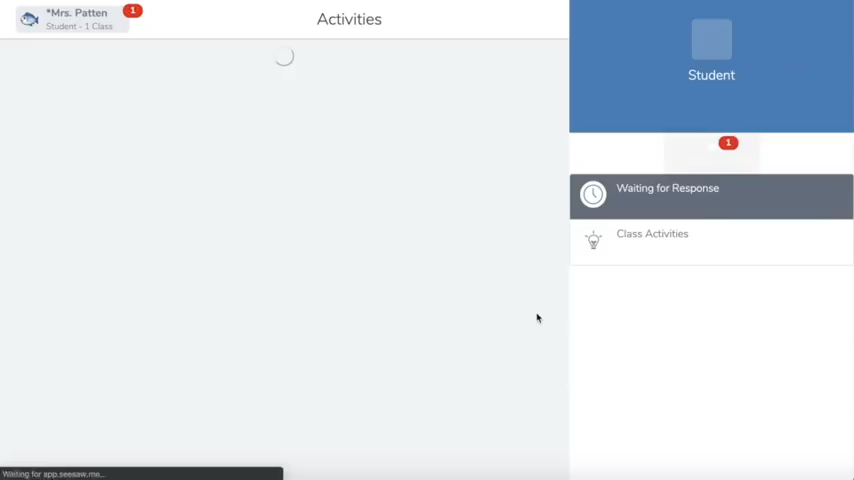 *Mrs. Patten
1
Student - 1 Class
Activities
Student
1
Waiting for Response
Class Activities
Waiting for app.seesaw.me...